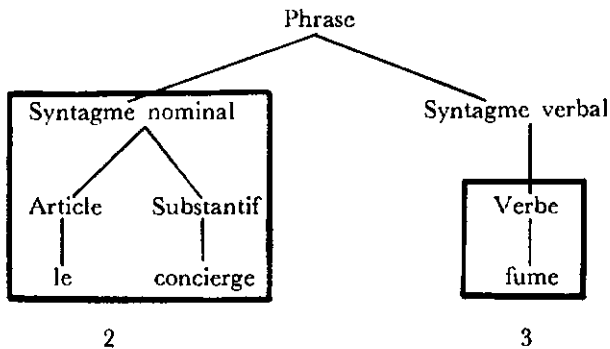 Phrase
Syntagme nominal Syntagme verbal
Article Substantif Verbe
le concierge fume
2 3